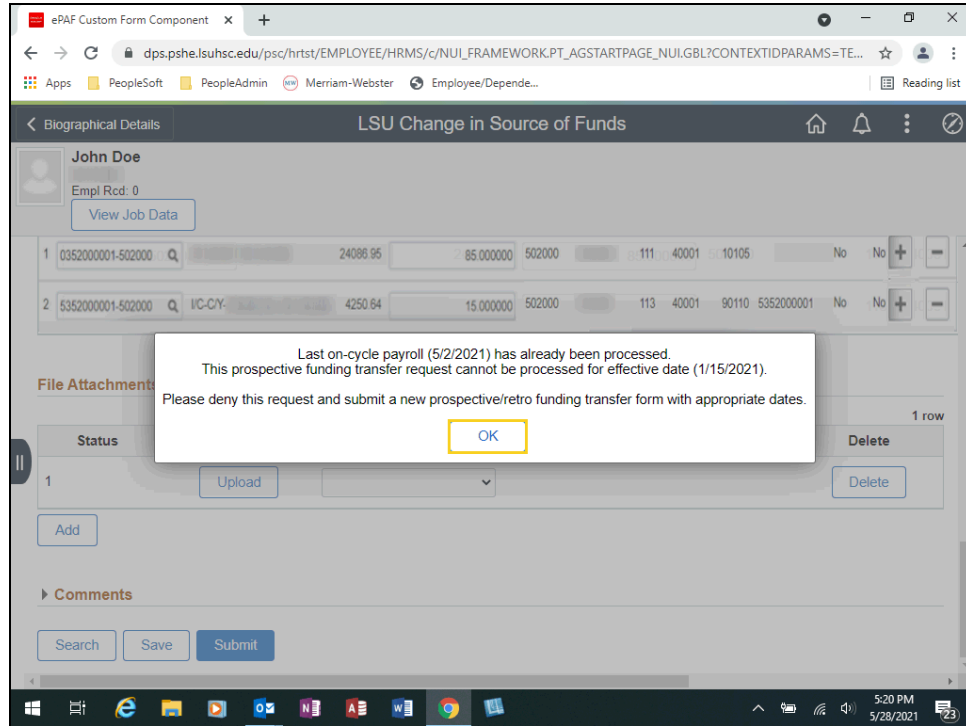 ePAF Custom Form Component
dps.pshe.lsuhsc.edu/psc/hrtst/EMPLOYEE/HRMS/c/NUI_FRAMEWORK.PT_AGSTARTPAGE_NUI.GBL?CONTEXTIDPARAMS=TE...
Apps PeopleSoft PeopleAdmin MW Merriam-Webster Employee/Depende... Reading list
Biographical Details LSU Change in Source of Funds
John Doe
Empl Rcd: 0
View Job Data
1 0352000001-502000 24086.95 85.000000 502000 111 40001 10105 No No
2 5352000001-502000 I/C-C/Y- 4250.64 15.000000 502000 113 40001 90110 5352000001 No No
Last on-cycle payroll (5/2/2021) has already been processed.
This prospective funding transfer request cannot be processed for effective date (1/15/2021).
Please deny this request and submit a new prospective/retro funding transfer form with appropriate dates.
OK
File Attachments
1 row
Status Delete
1 Upload Delete
Add
Comments
Search Save Submit
5:20 PM
5/28/2021
23